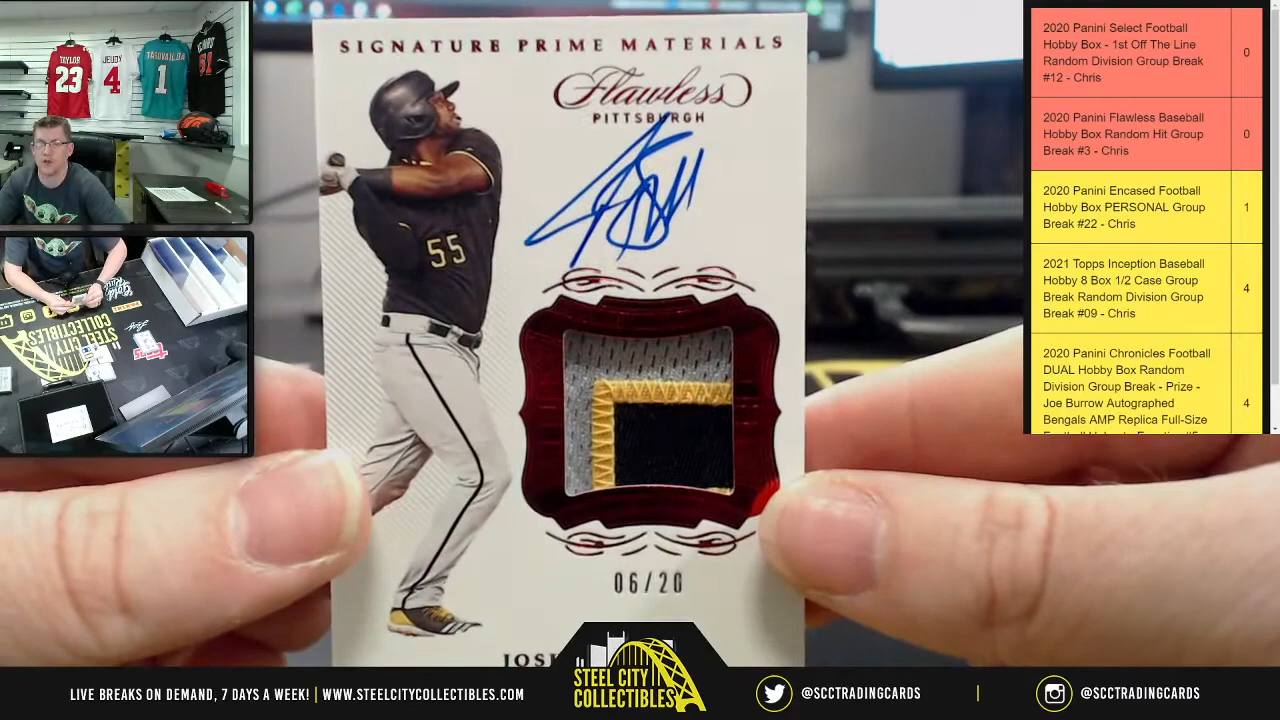 TAYLOR
23
JEUDY
4
TAGOVAILOA
1
51
SIGNATURE PRIME MATERIALS
Flawless
PITTSBURGH
55
06/20
2020 Panini Select Football
Hobby Box - 1st Off The Line
Random Division Group Break
#12 - Chris
0
2020 Panini Flawless Baseball
Hobby Box Random Hit Group
Break #3 - Chris
0
2020 Panini Encased Football
Hobby Box PERSONAL Group
Break #22 - Chris
1
2021 Topps Inception Baseball
Hobby 8 Box 1/2 Case Group
Break Random Division Group
Break #09 - Chris
4
2020 Panini Chronicles Football
DUAL Hobby Box Random
Division Group Break - Prize -
Joe Burrow Autographed
Bengals AMP Replica Full-Size
4
STEEL CITY
COLLECTIBLES
Topps
LIVE BREAKS ON DEMAND, 7 DAYS A WEEK! | WWW.STEELCITYCOLLECTIBLES.COM
STEEL CITY
COLLECTIBLES
@SCCTRADINGCARDS
|
@SCCTRADINGCARDS